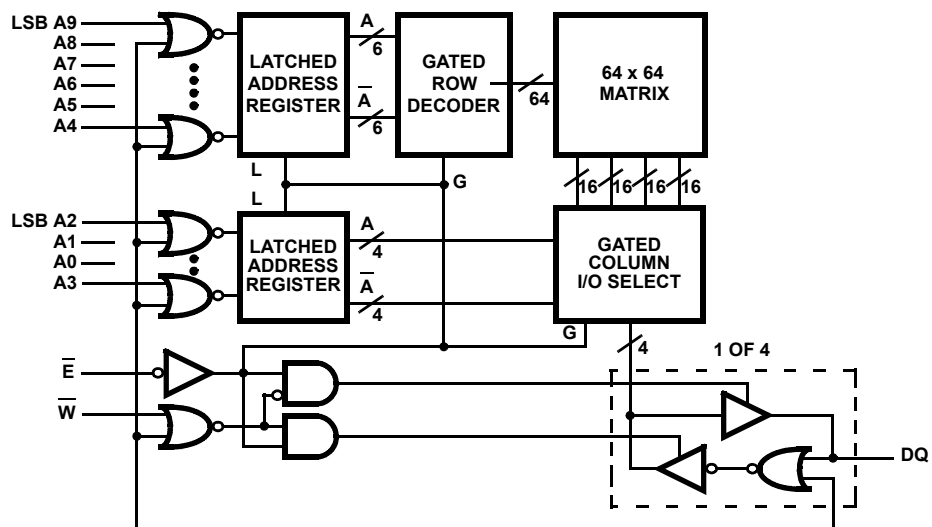 LSB A9
A8
A7
A6
A5
A4
LATCHED
ADDRESS
REGISTER
A
6
A
6
GATED
ROW
DECODER
64
64 x 64
MATRIX
L
L
G
16
16
16
16
LSB A2
A1
A0
A3
LATCHED
ADDRESS
REGISTER
A
4
A
4
GATED
COLUMN
I/O SELECT
G
4
1 OF 4
E
W
DQ